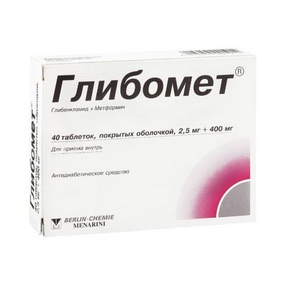 Глибомет®
Глибенкламид + Метформин
40 таблеток, покрытых оболочкой, 2,5 мг + 400 мг
Для приема внутрь
Антидиабетическое средство
BERLIN-CHEMIE
MENARINI